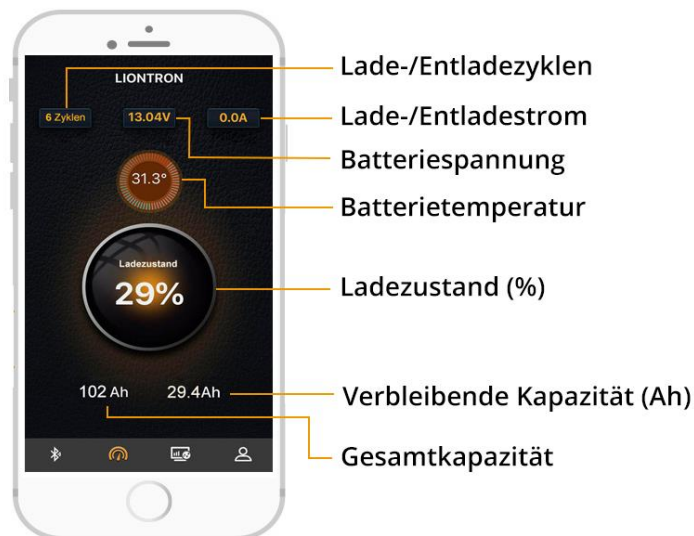 LIONTRON
6 Zyklen
13.04V
0.0A
31.3°
Ladezustand
29%
102 Ah
29.4Ah
Lade-/Entladezyklen
Lade-/Entladestrom
Batteriespannung
Batterietemperatur
Ladezustand (%)
Verbleibende Kapazität (Ah)
Gesamtkapazität